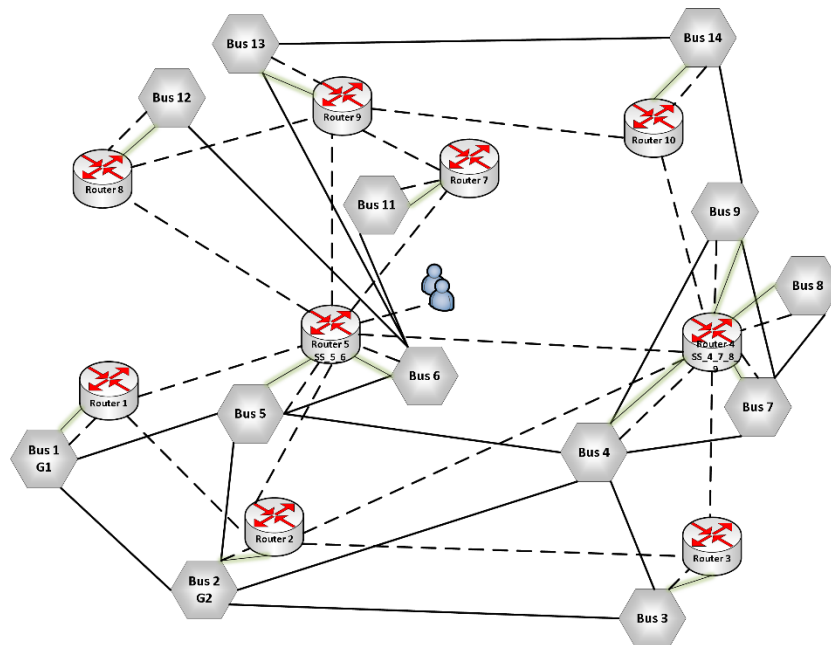 Bus 13
Bus 14
Bus 12
Router 9
Router 10
Router 8
Router 7
Bus 11
Bus 9
Bus 8
Router 5
SS_5_6
Router 4
SS_4_7_8_
9
Bus 6
Router 1
Bus 5
Bus 7
Bus 1
G1
Bus 4
Router 2
Router 3
Bus 2
G2
Bus 3